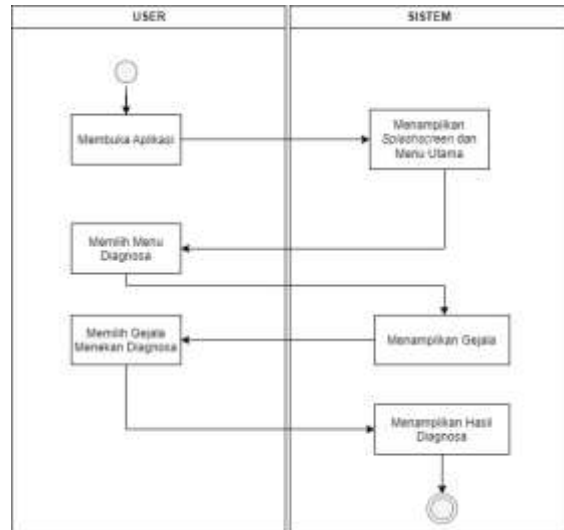 USER
SISTEM
Membuka Aplikasi
Menampilkan
Splashscreen dan
Menu Utama
Memilih Menu
Diagnosa
Menampilkan Gejala
Memilih Gejala
Menekan Diagnosa
Menampilkan Hasil
Diagnosa